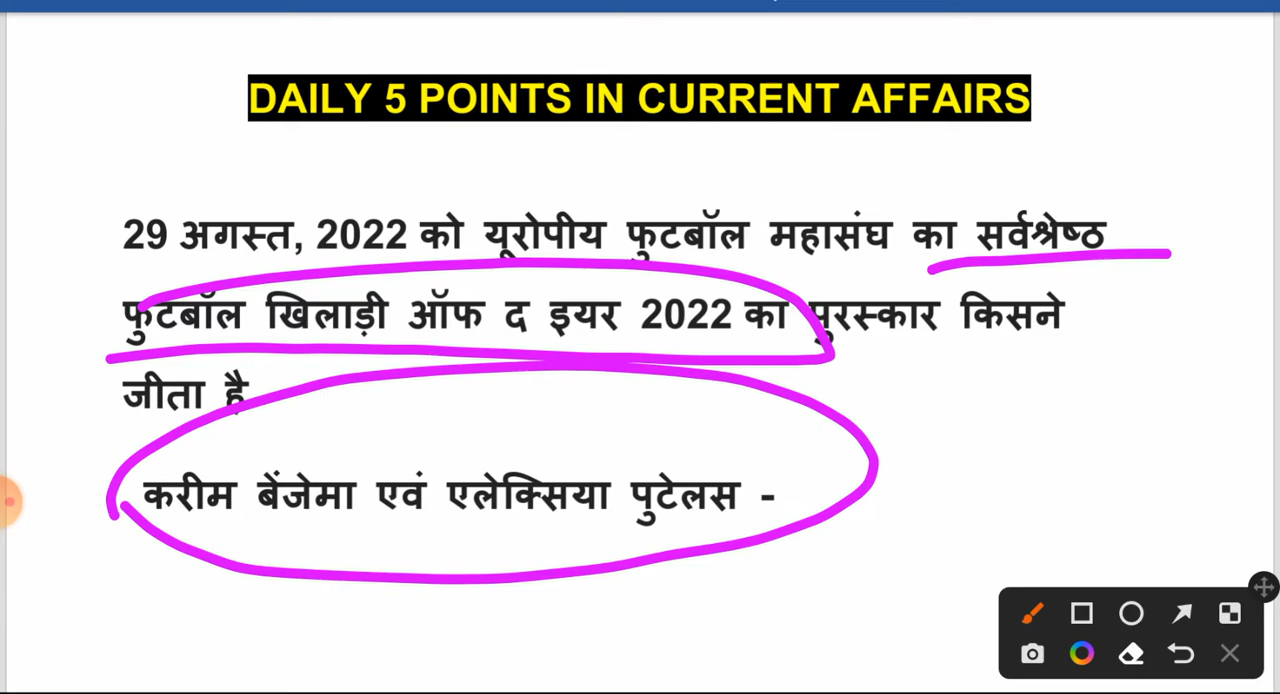 DAILY 5 POINTS IN CURRENT AFFAIRS
29 अगस्त, 2022 को यूरोपीय फुटबॉल महासंघ का सर्वश्रेष्ठ
फुटबॉल खिलाड़ी ऑफ द इयर 2022 का पुरस्कार किसने
जीता है
करीम बेंजेमा एवं एलेक्सिया पुटेलस -